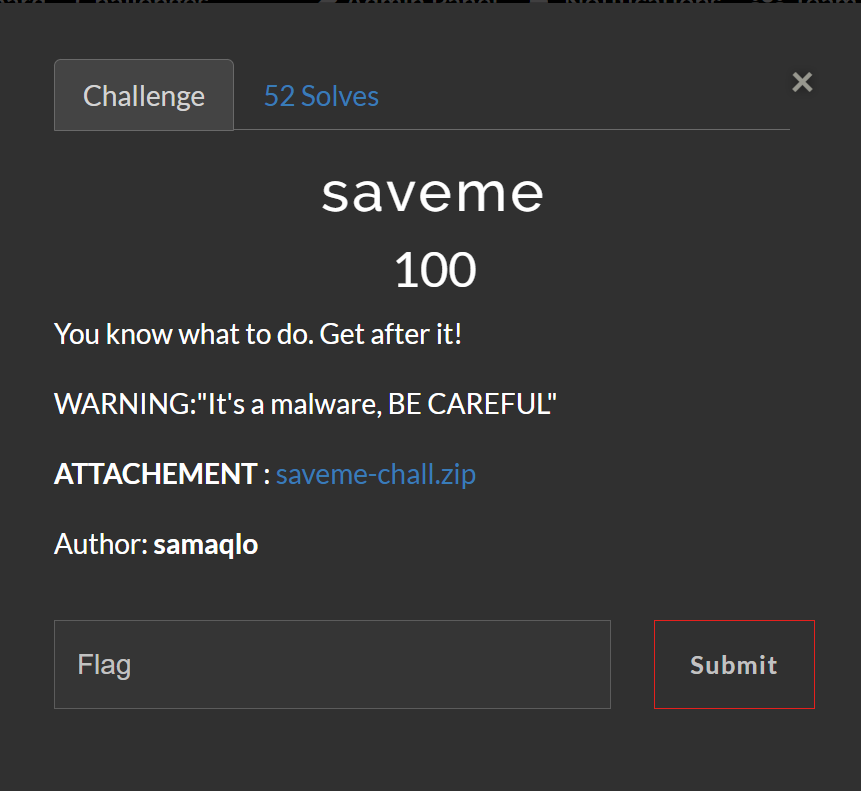 Challenge
52 Solves
×
saveme
100
You know what to do. Get after it!
WARNING:"It's a malware, BE CAREFUL"
ATTACHEMENT : saveme-chall.zip
Author: samaqlo
Flag
Submit